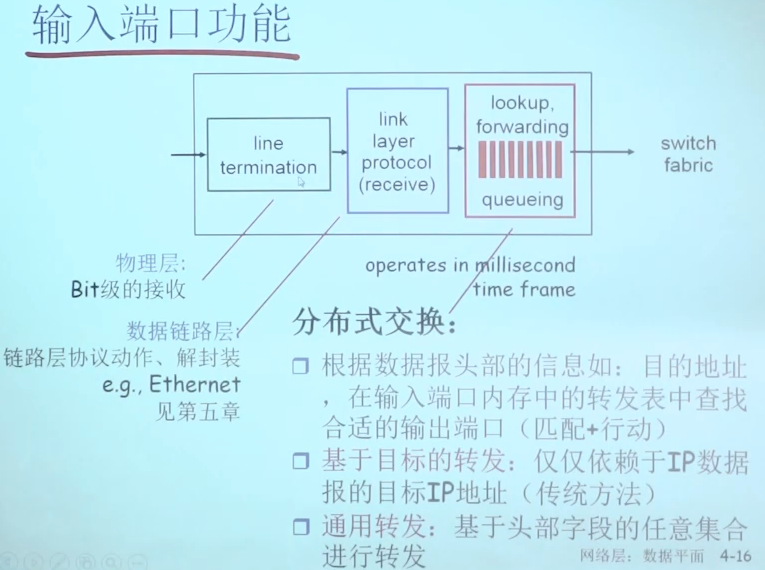 输入端口功能
line
termination
link
layer
protocol
(receive)
lookup,
forwarding
queueing
switch
fabric
物理层:
Bit级的接收
数据链路层:
链路层协议动作、解封装
e.g., Ethernet
见第五章
operates in millisecond
time frame
分布式交换:
根据数据报头部的信息如:目的地址
,在输入端口内存中的转发表中查找
合适的输出端口(匹配+行动)
基于目标的转发:仅仅依赖于IP数据
报的目标IP地址(传统方法)
通用转发:基于头部字段的任意集合
进行转发
网络层:数据平面 4-16